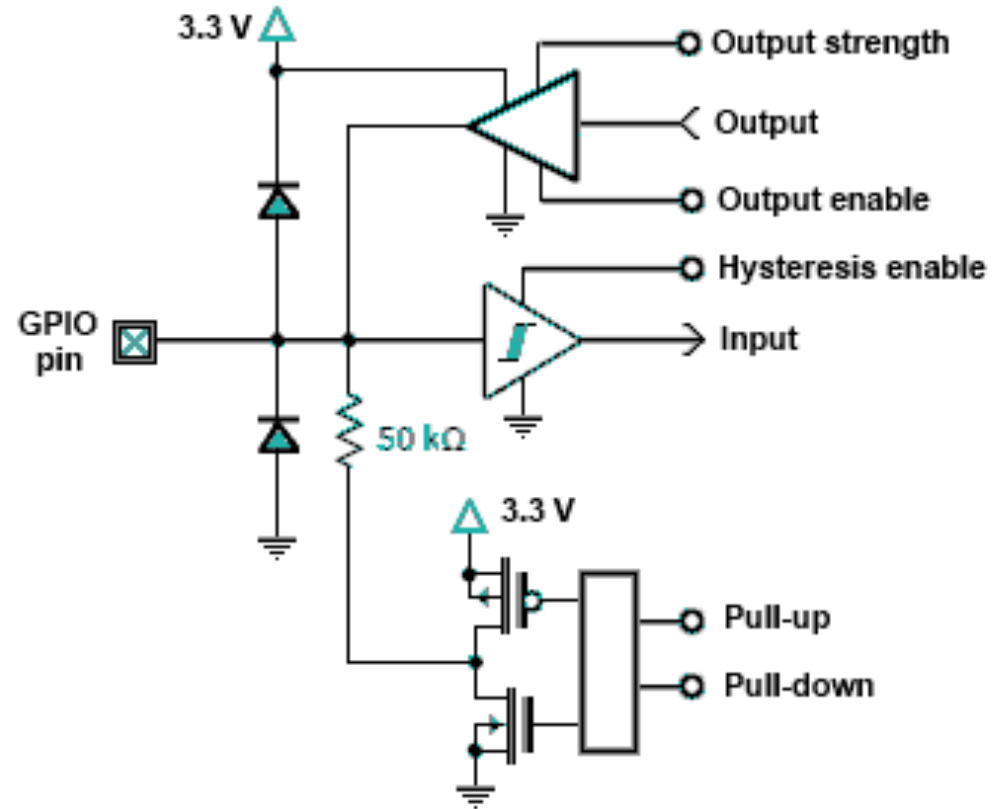 3.3 V
Output strength
Output
Output enable
Hysteresis enable
GPIO
pin
Input
50 kΩ
3.3 V
Pull-up
Pull-down